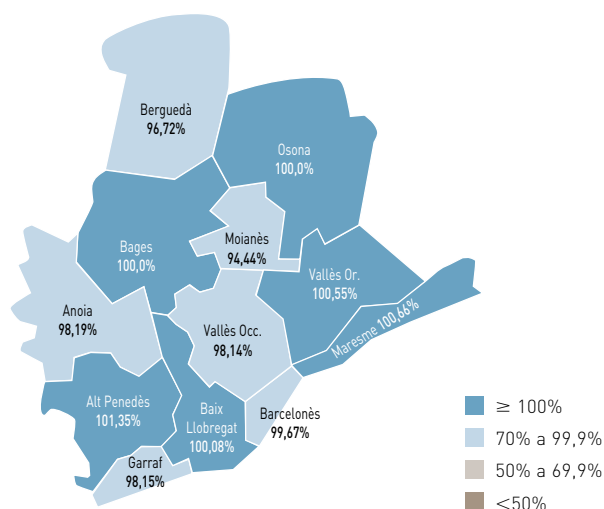 Berguedà
96,72%
Osona
100,0%
Moianès
94,44%
Bages
100,0%
Vallès Or.
100,55%
Anoia
98,19%
Vallès Occ.
98,14%
Maresme 100,66%
Alt Penedès
101,35%
Baix
Llobregat
100,08%
Barcelonès
99,67%
Garraf
98,15%
≥ 100%
70% a 99,9%
50% a 69,9%
<50%